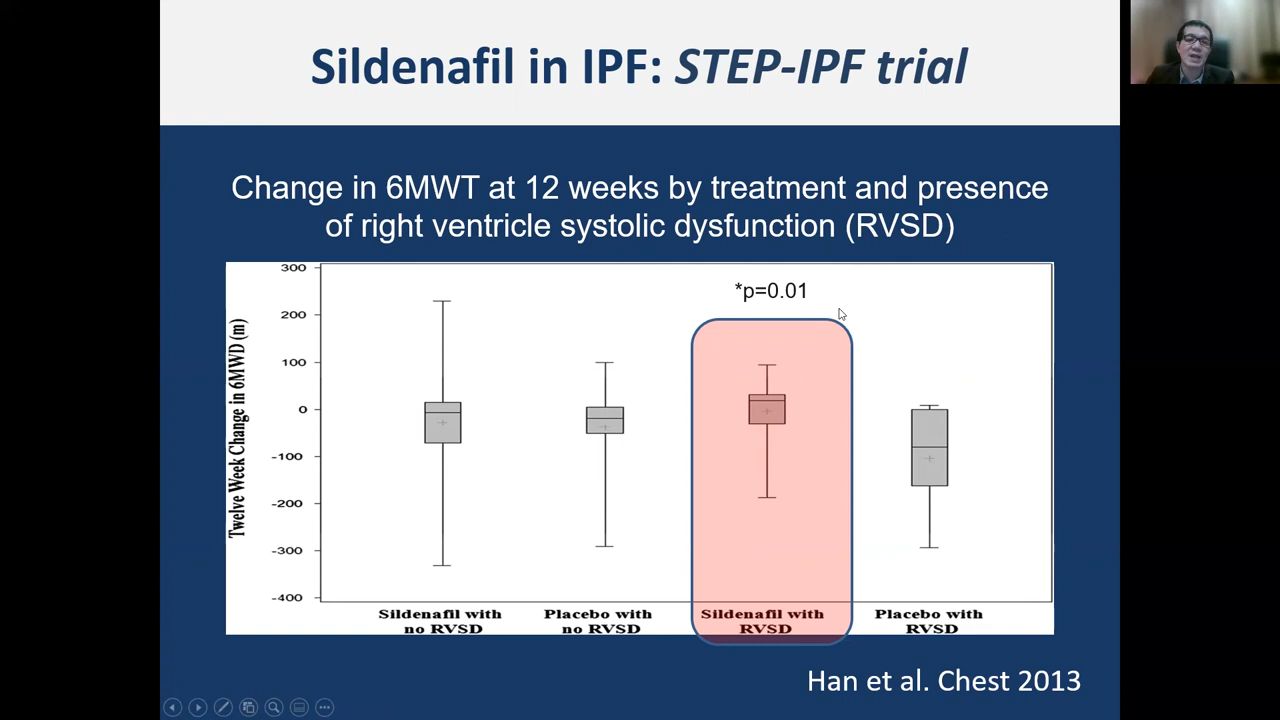 Sildenafil in IPF: STEP-IPF trial
Change in 6MWT at 12 weeks by treatment and presence
of right ventricle systolic dysfunction (RVSD)
Twelve Week Change in 6MWD (m)
300
200
100
0
-100
-200
-300
-400
*p=0.01
Sildenafil with
no RVSD
Placebo with
no RVSD
Sildenafil with
RVSD
Placebo with
RVSD
Han et al. Chest 2013